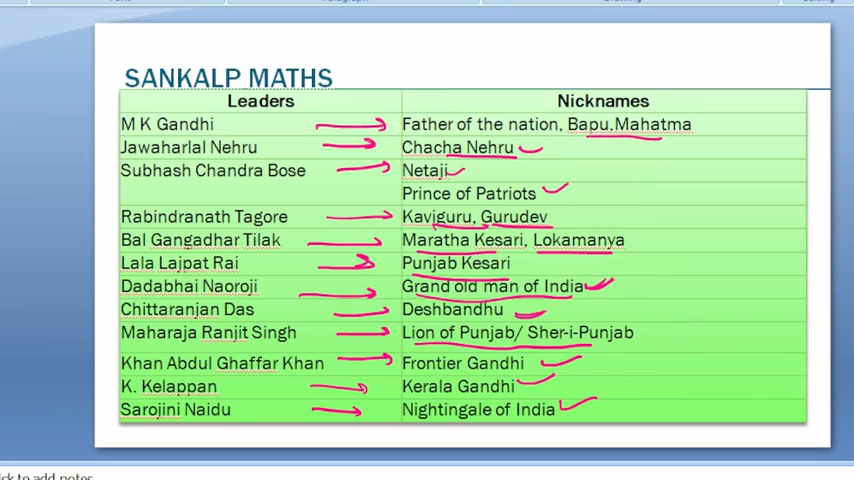 SANKALP MATHS
Leaders Nicknames
M K Gandhi Father of the nation, Bapu,Mahatma
Jawaharlal Nehru Chacha Nehru
Subhash Chandra Bose Netaji
Prince of Patriots
Rabindranath Tagore Kaviguru, Gurudev
Bal Gangadhar Tilak Maratha Kesari, Lokamanya
Lala Lajpat Rai Punjab Kesari
Dadabhai Naoroji Grand old man of India
Chittaranjan Das Deshbandhu
Maharaja Ranjit Singh Lion of Punjab/ Sher-i-Punjab
Khan Abdul Ghaffar Khan Frontier Gandhi
K. Kelappan Kerala Gandhi
Sarojini Naidu Nightingale of India
to add notes